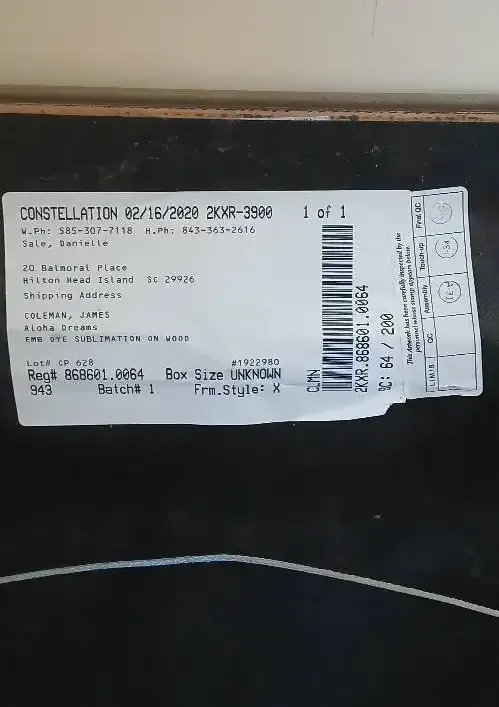 CONSTELLATION 02/16/2020 2KXR-3900 1 of 1
W.Ph: 585-307-7118 H.Ph: 843-363-2616
Sale, Danielle
20 Balmoral Place
Hilton Head Island SC 29926
Shipping Address
COLEMAN, JAMES
Aloha Dreams
EMB DYE SUBLIMATION ON WOOD
Lot# CP 628 #1922980
Reg# 868601.0064 Box Size UNKNOWN
943 Batch# 1 Frm.Style: X
CLMN
2KXR.868601.0064
SC: 64 / 200
This Artwork has been carefully inspected by the
personnel whose stamp appears below.
QC Assembly Touch-up Final QC